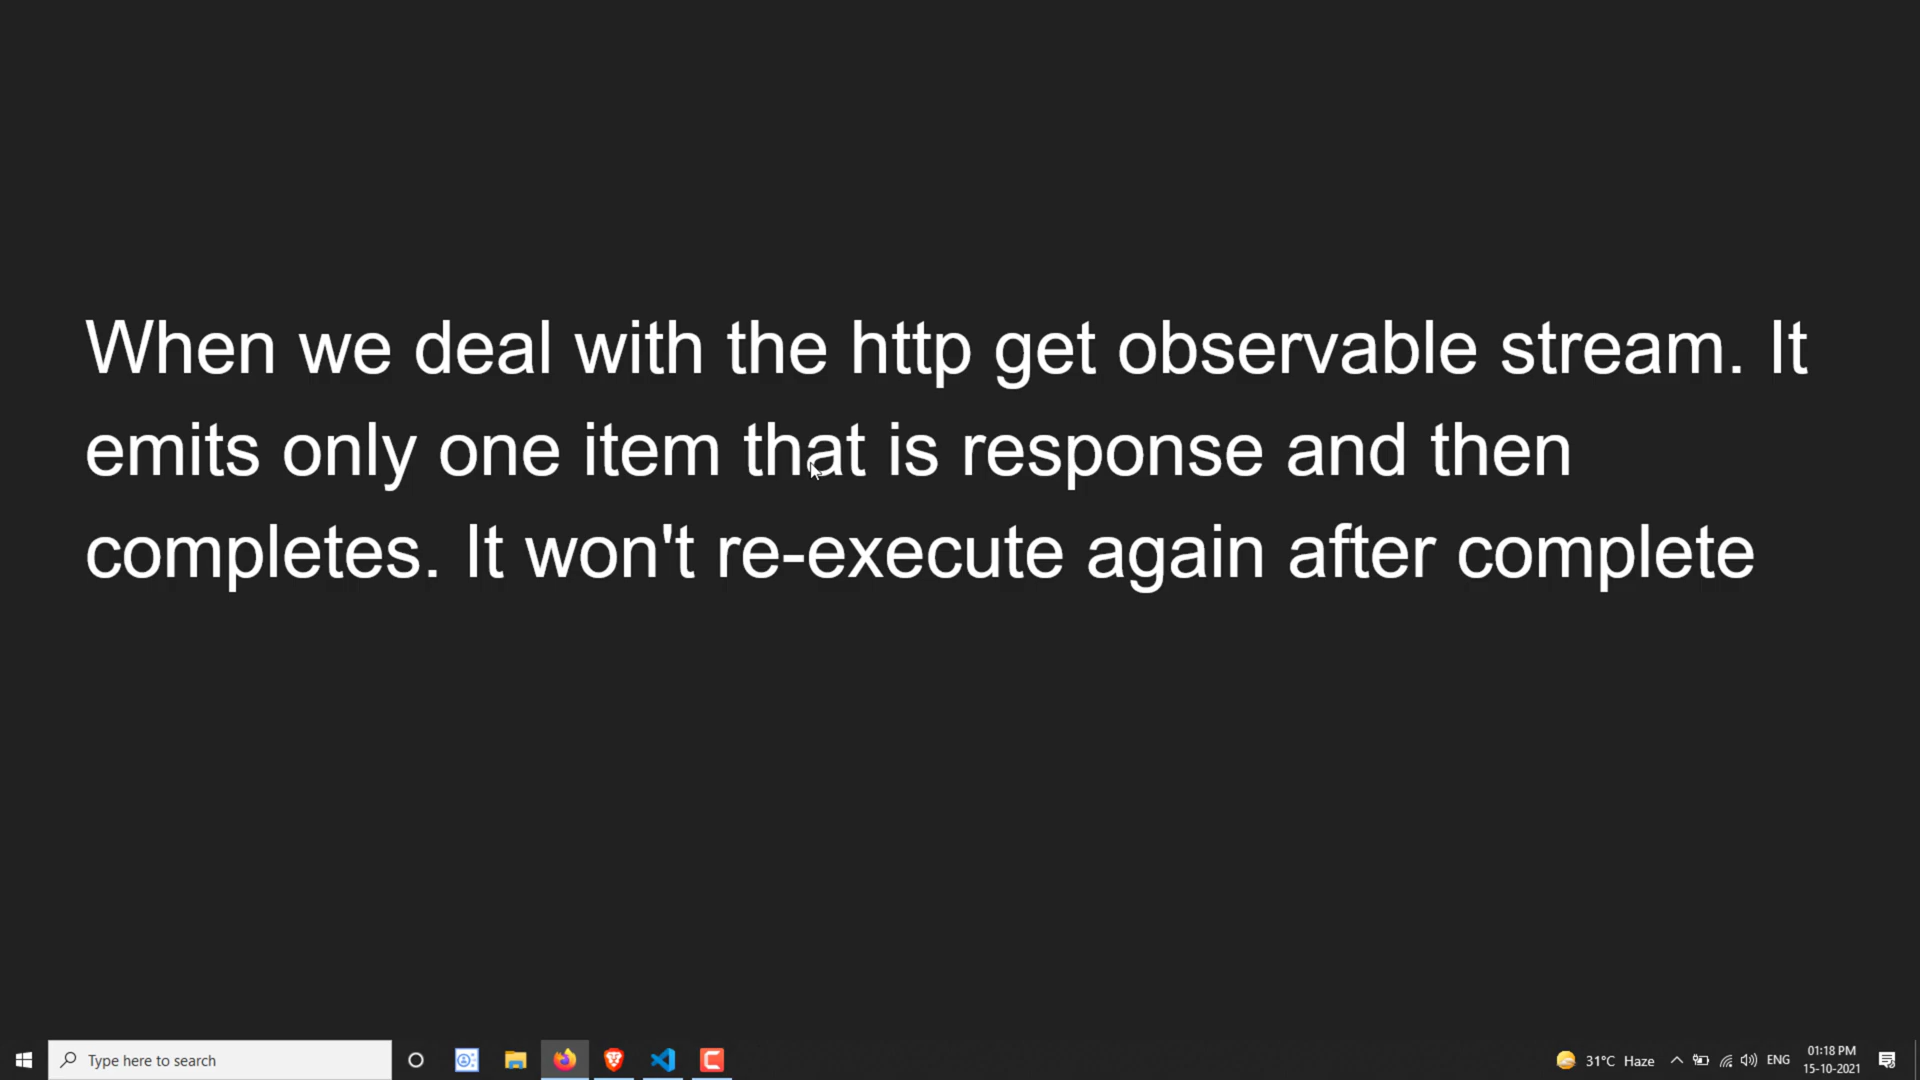 When we deal with the http get observable stream. It
emits only one item that is response and then
completes. It won't re-execute again after complete
Type here to search
31°C Haze
ENG
01:18 PM
15-10-2021